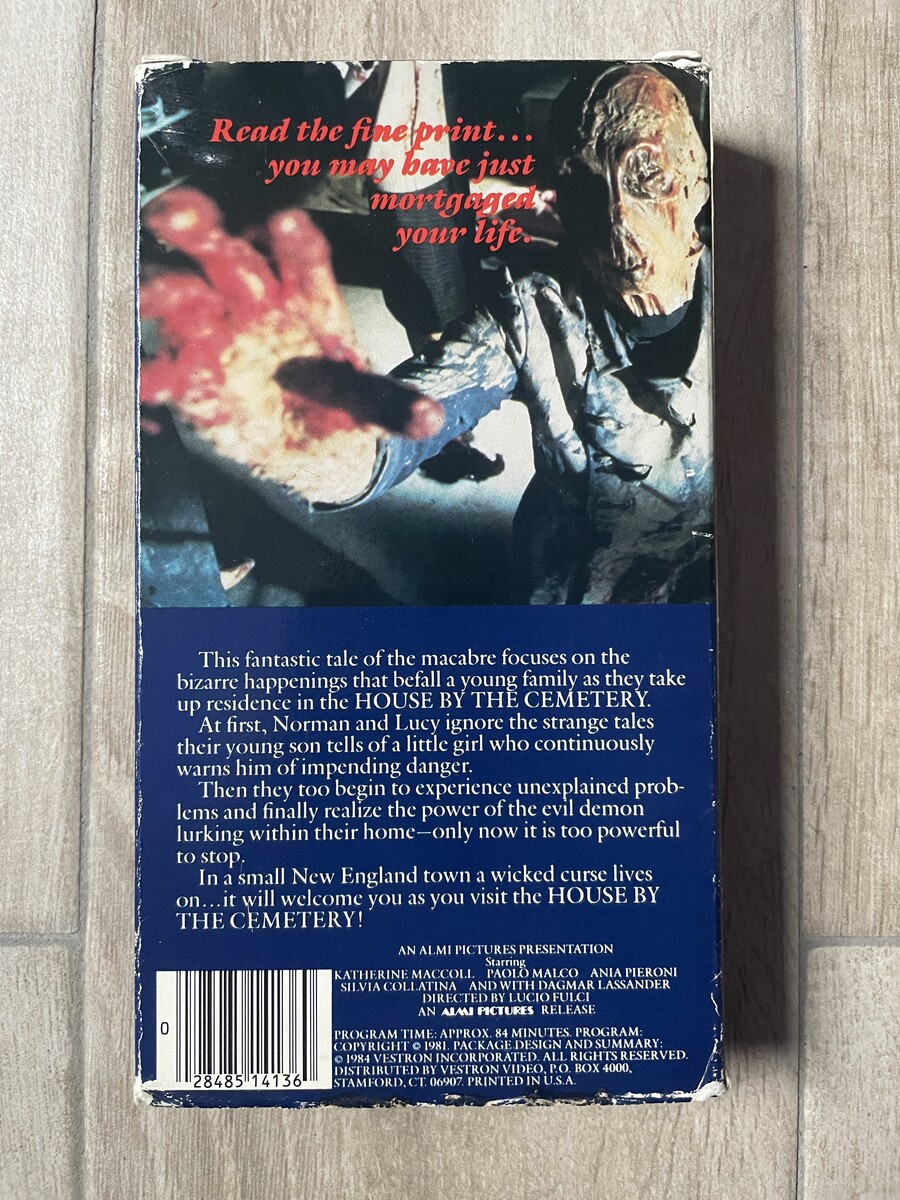 Read the fine print...
you may have just
mortgaged
your life.
This fantastic tale of the macabre focuses on the
bizarre happenings that befall a young family as they take
up residence in the HOUSE BY THE CEMETERY.
At first, Norman and Lucy ignore the strange tales
their young son tells of a little girl who continuously
warns him of impending danger.
Then they too begin to experience unexplained prob-
lems and finally realize the power of the evil demon
lurking within their home—only now it is too powerful
to stop.
In a small New England town a wicked curse lives
on...it will welcome you as you visit the HOUSE BY
THE CEMETERY!
AN ALMI PICTURES PRESENTATION
Starring
KATHERINE MACCOLL PAOLO MALCO ANIA PIERONI
SILVIA COLLATINA AND WITH DAGMAR LASSANDER
DIRECTED BY LUCIO FULCI
AN ALMI PICTURES RELEASE
PROGRAM TIME: APPROX. 84 MINUTES. PROGRAM:
COPYRIGHT © 1981. PACKAGE DESIGN AND SUMMARY:
© 1984 VESTRON INCORPORATED. ALL RIGHTS RESERVED.
DISTRIBUTED BY VESTRON VIDEO, P.O. BOX 4000,
STAMFORD, CT. 06907. PRINTED IN U.S.A.
0 28485 14136